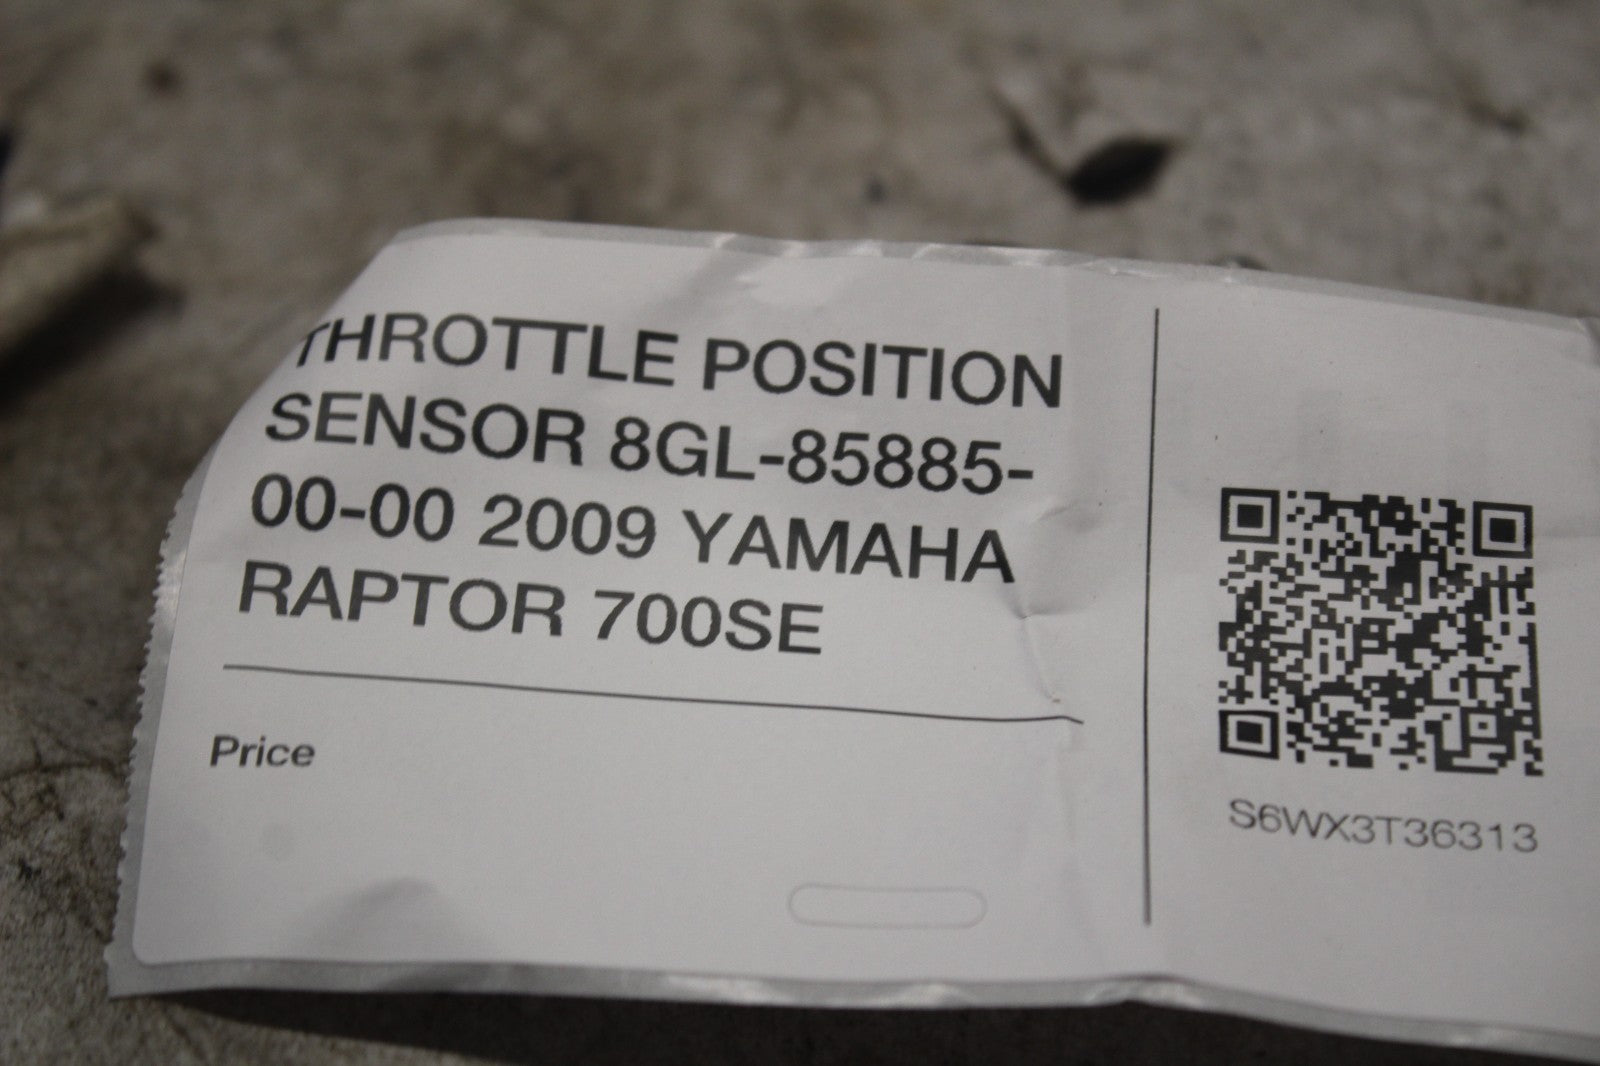 THROTTLE POSITION
SENSOR 8GL-85885-
00-00 2009 YAMAHA
RAPTOR 700SE
Price
S6WX3T36313